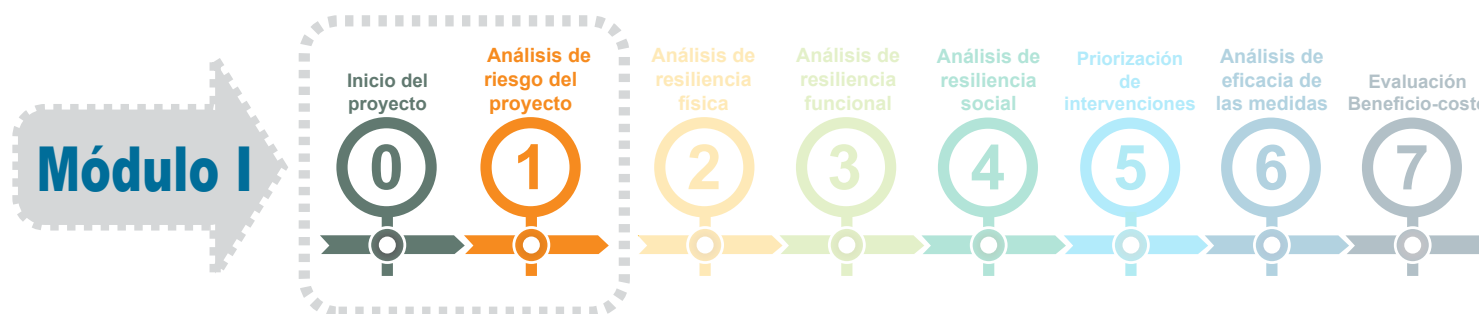 Módulo I
Inicio del
proyecto
0
Análisis de
riesgo del
proyecto
1
Análisis de
resiliencia
física
2
Análisis de
resiliencia
funcional
3
Análisis de
resiliencia
social
4
Priorización
de
intervenciones
5
Análisis de
eficacia de
las medidas
6
Evaluación
Beneficio-costo
7